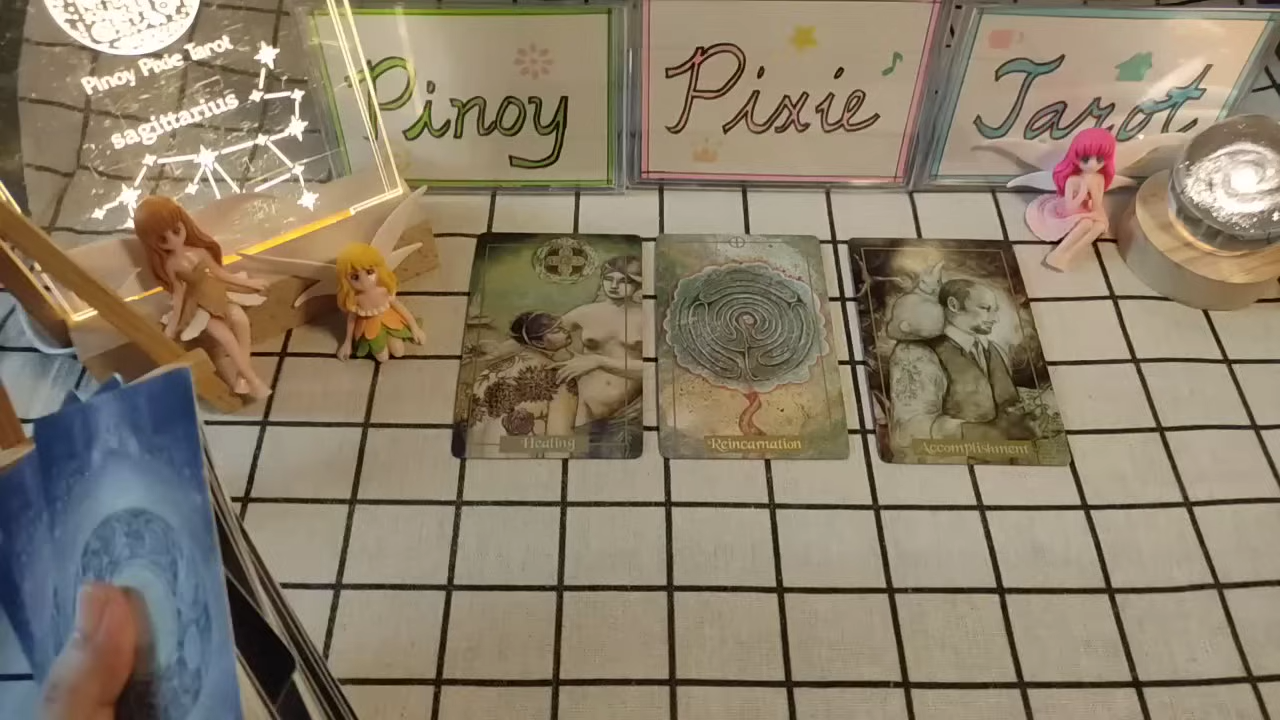 Pinoy Pixie Tarot
sagittarius
Pinoy
Pixie
Tarot
Healing
Reincarnation
Accomplishment